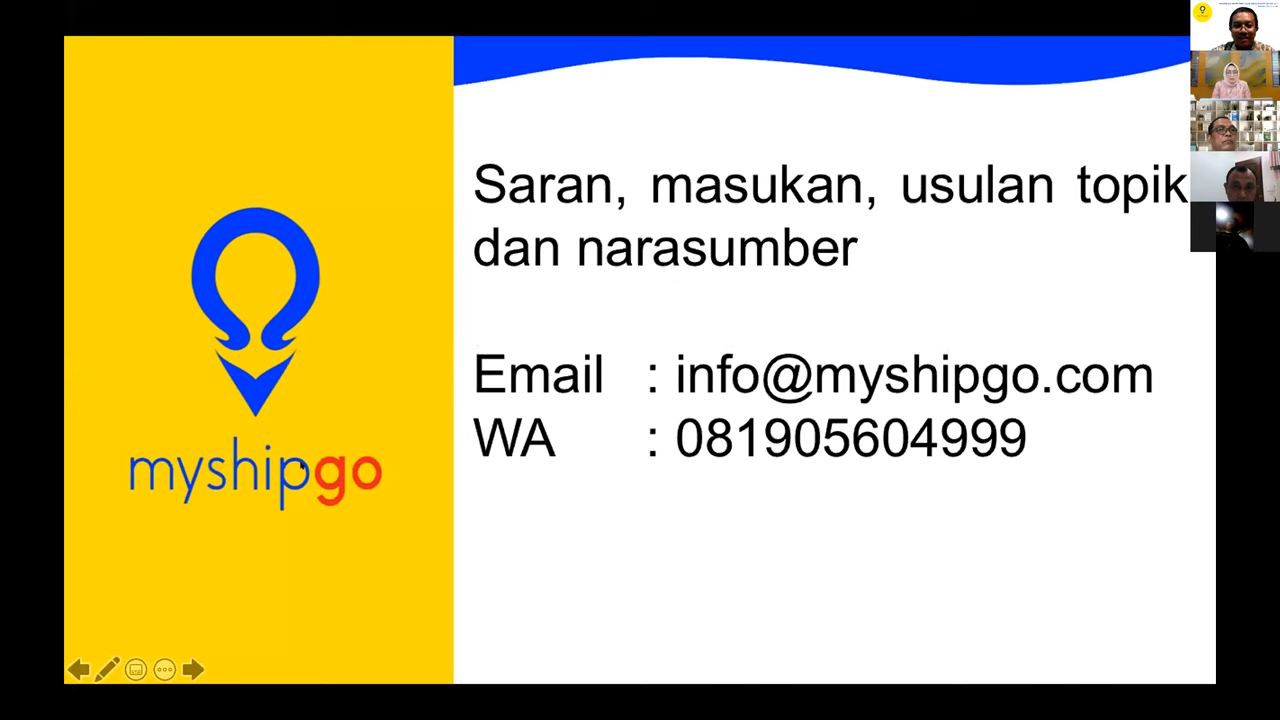 Saran, masukan, usulan topik
dan narasumber
Email : info@myshipgo.com
WA : 081905604999
myshipgo